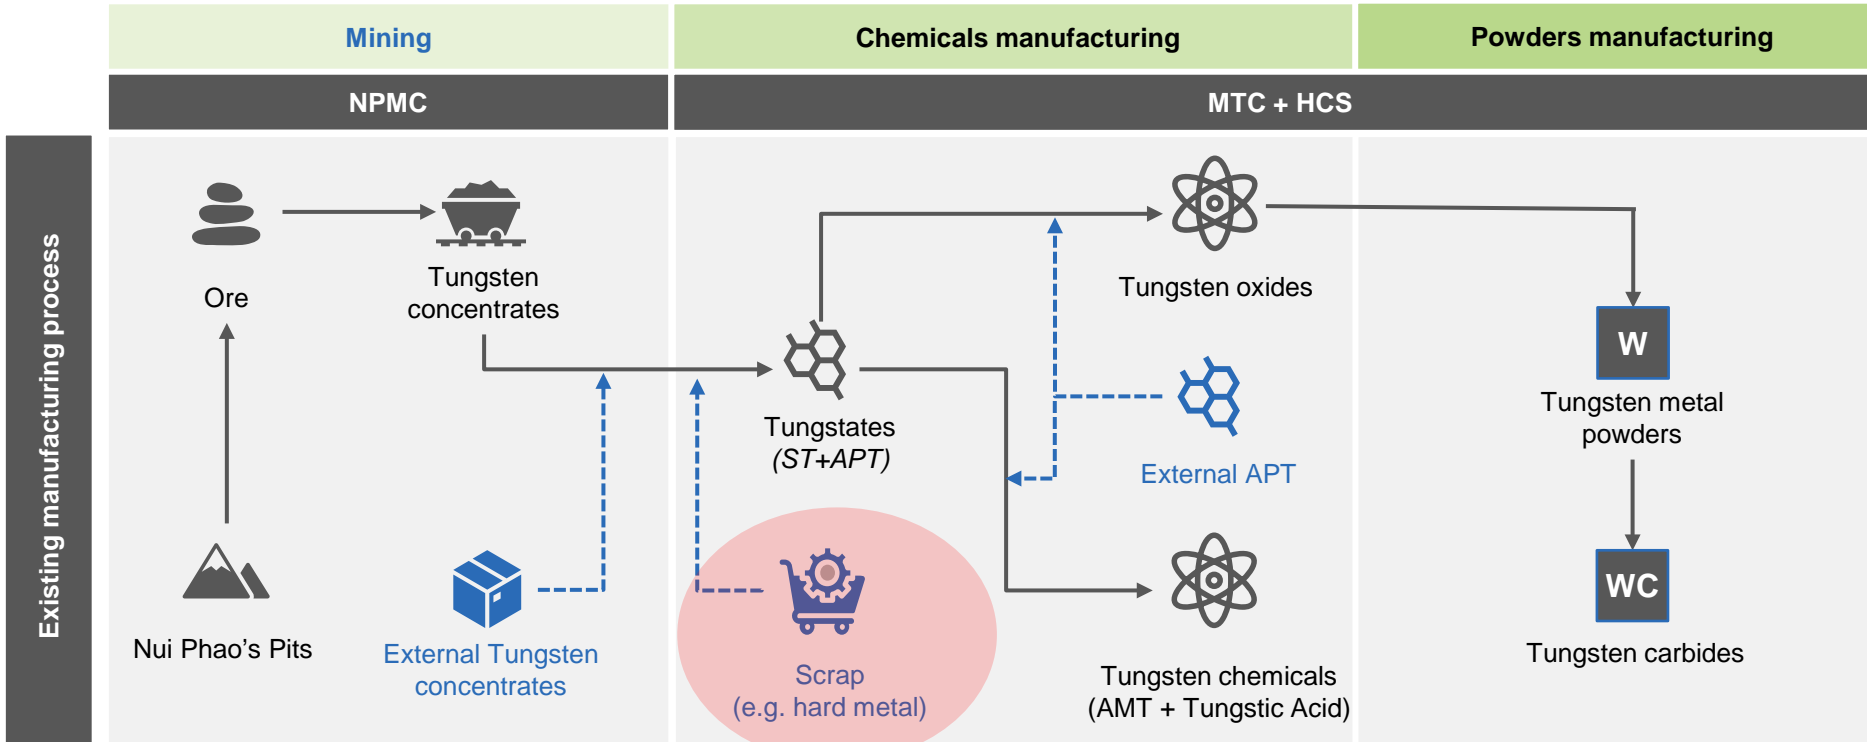 Mining
Chemicals manufacturing
Powders manufacturing
NPMC
MTC + HCS
Existing manufacturing process
Ore
Tungsten
concentrates
Nui Phao’s Pits
External Tungsten
concentrates
Tungstates
(ST+APT)
Scrap
(e.g. hard metal)
Tungsten oxides
External APT
Tungsten chemicals
(AMT + Tungstic Acid)
W
Tungsten metal
powders
WC
Tungsten carbides